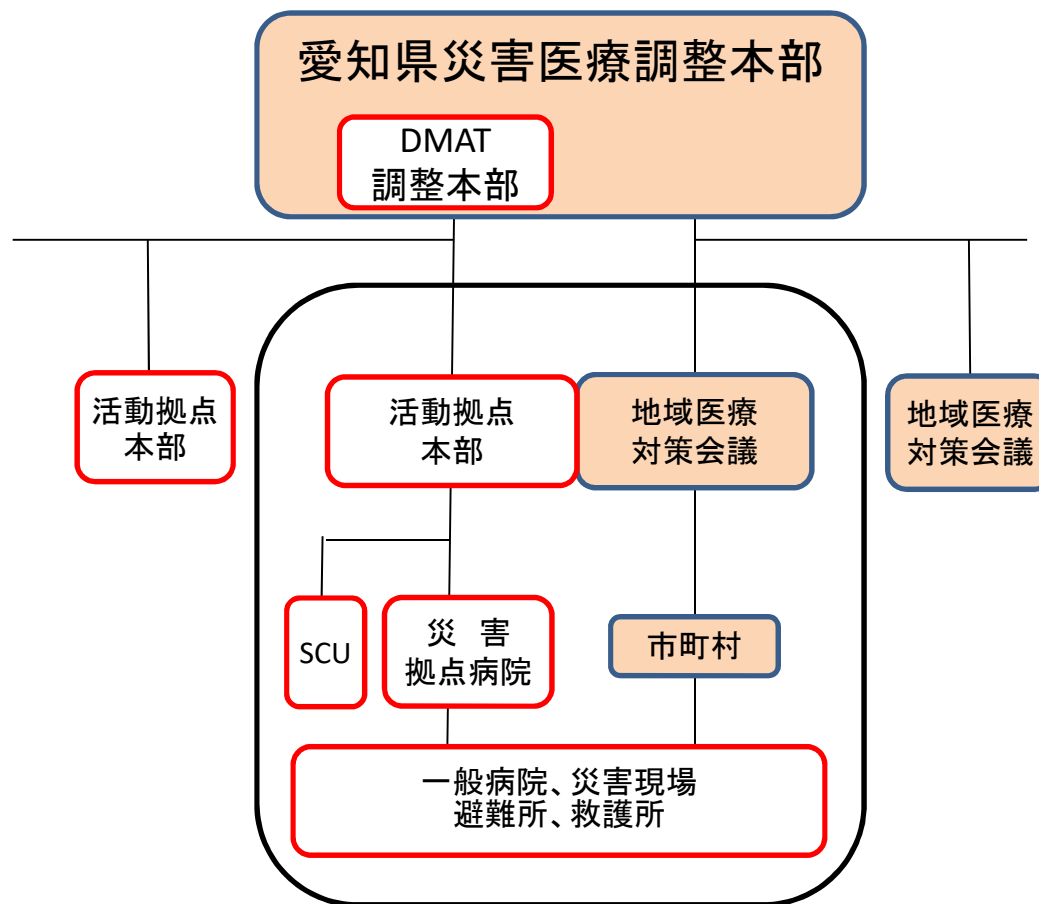 愛知県災害医療調整本部
DMAT
調整本部
活動拠点
本部
活動拠点
本部
地域医療
対策会議
地域医療
対策会議
SCU
災　害
拠点病院
市町村
一般病院、災害現場
避難所、救護所